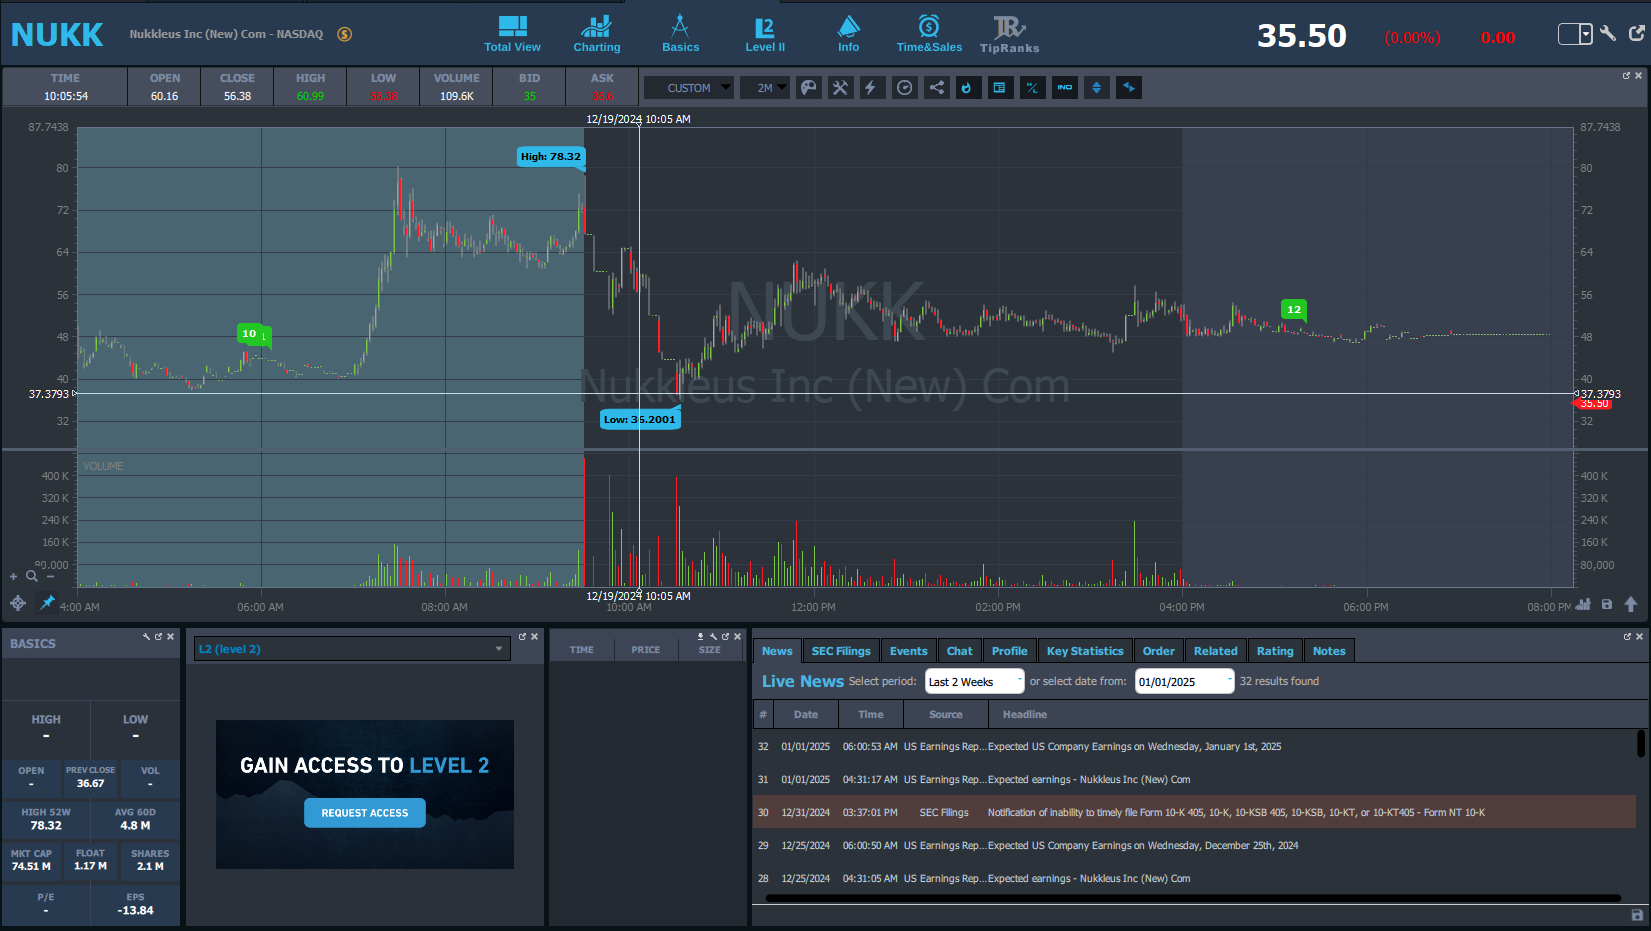 NUKK
Nukkleus Inc (New) Com - NASDAQ
Total View
Charting
Basics
L2
Level II
Info
Time&Sales
TR
TipRanks
35.50
(0.00%)
0.00
TIME OPEN CLOSE HIGH LOW VOLUME BID ASK
10:05:54 60.16 56.38 60.99 56.38 109.6K 35
CUSTOM
2M
IND
12/19/2024 10:05 AM
87.7438 87.7438
High: 78.32
80 80
72 72
64 64
56 56
NUKK
10
12
48 48
40 40
Nukkleus Inc (New) Com
37.3793 37.3793
35.50
Low: 36.2001
32 32
VOLUME
400 K 400 K
320 K 320 K
240 K 240 K
160 K 160 K
80,000 80,000
12/19/2024 10:05 AM
4:00 AM 06:00 AM 08:00 AM 10:00 AM 12:00 PM 02:00 PM 04:00 PM 06:00 PM 08:00 PM
BASICS
HIGH LOW
- -
OPEN PREV CLOSE VOL
- 36.67 -
HIGH 52W AVG 60D
78.32 4.8 M
MKT CAP FLOAT SHARES
74.51 M 1.17 M 2.1 M
P/E EPS
- -13.84
L2 (level 2)
GAIN ACCESS TO LEVEL 2
REQUEST ACCESS
TIME PRICE SIZE
News SEC Filings Events Chat Profile Key Statistics Order Related Rating Notes
Live News Select period: Last 2 Weeks or select date from: 01/01/2025 32 results found
# Date Time Source Headline
32 01/01/2025 06:00:53 AM US Earnings Rep... Expected US Company Earnings on Wednesday, January 1st, 2025
31 01/01/2025 04:31:17 AM US Earnings Rep... Expected earnings - Nukkleus Inc (New) Com
30 12/31/2024 03:37:01 PM SEC Filings Notification of inability to timely file Form 10-K 405, 10-K, 10-KSB 405, 10-KSB, 10-KT, or 10-KT405 - Form NT 10-K
29 12/25/2024 06:00:50 AM US Earnings Rep... Expected US Company Earnings on Wednesday, December 25th, 2024
28 12/25/2024 04:31:05 AM US Earnings Rep... Expected earnings - Nukkleus Inc (New) Com